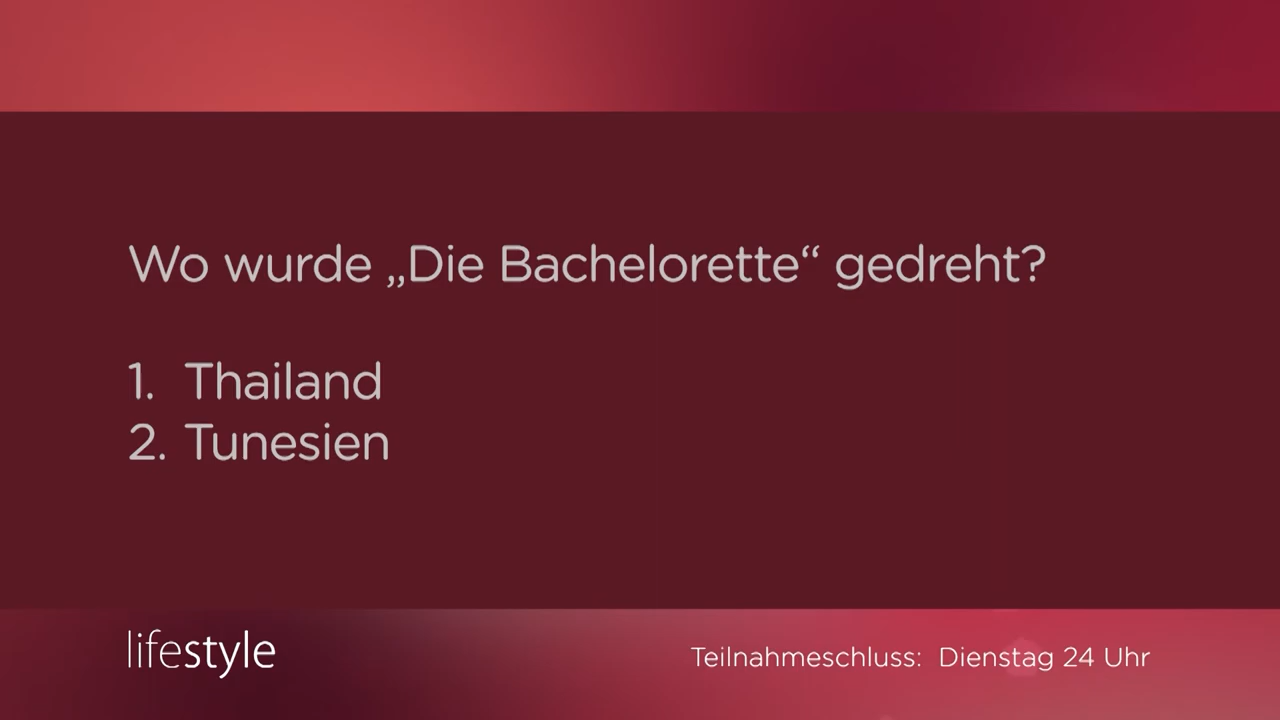 Wo wurde „Die Bachelorette“ gedreht?
1. Thailand
2. Tunesien
lifestyle
Teilnahmeschluss: Dienstag 24 Uhr